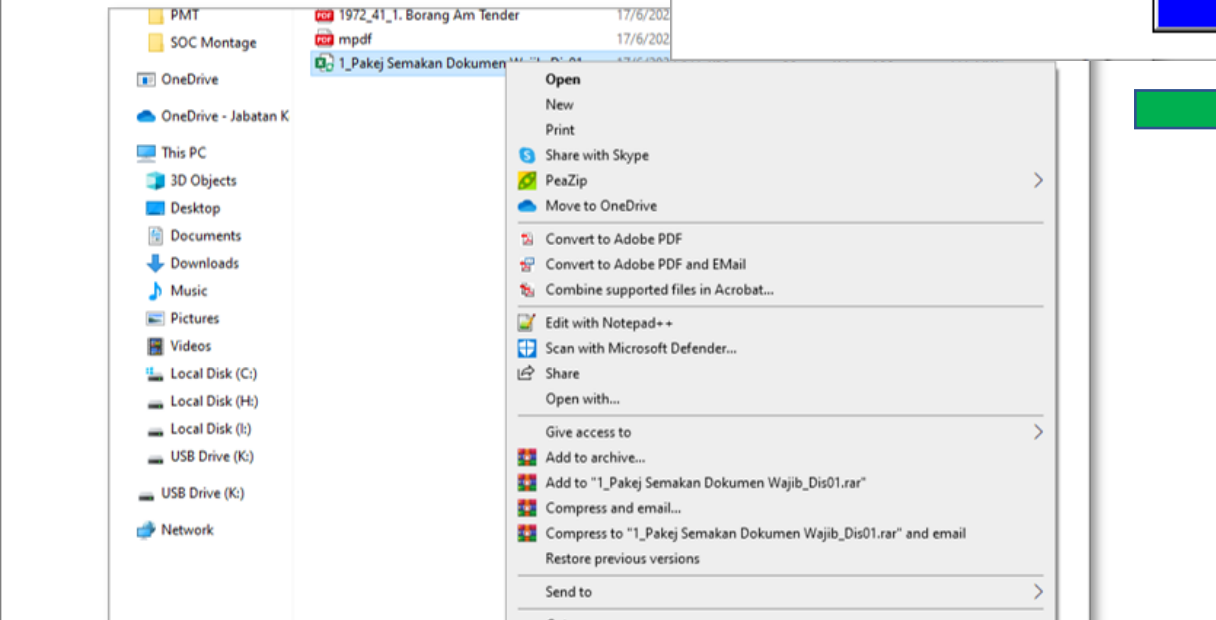 PMT
SOC Montage
OneDrive
OneDrive - Jabatan K
This PC
3D Objects
Desktop
Documents
Downloads
Music
Pictures
Videos
Local Disk (C:)
Local Disk (H:)
Local Disk (I:)
USB Drive (K:)
USB Drive (K:)
Network
1972_41_1. Borang Am Tender 17/6/202
mpdf 17/6/202
1_Pakej Semakan Dokumen
Open
New
Print
Share with Skype
PeaZip
Move to OneDrive
Convert to Adobe PDF
Convert to Adobe PDF and EMail
Combine supported files in Acrobat...
Edit with Notepad++
Scan with Microsoft Defender...
Share
Open with...
Give access to
Add to archive...
Add to "1_Pakej Semakan Dokumen Wajib_Dis01.rar"
Compress and email...
Compress to "1_Pakej Semakan Dokumen Wajib_Dis01.rar" and email
Restore previous versions
Send to